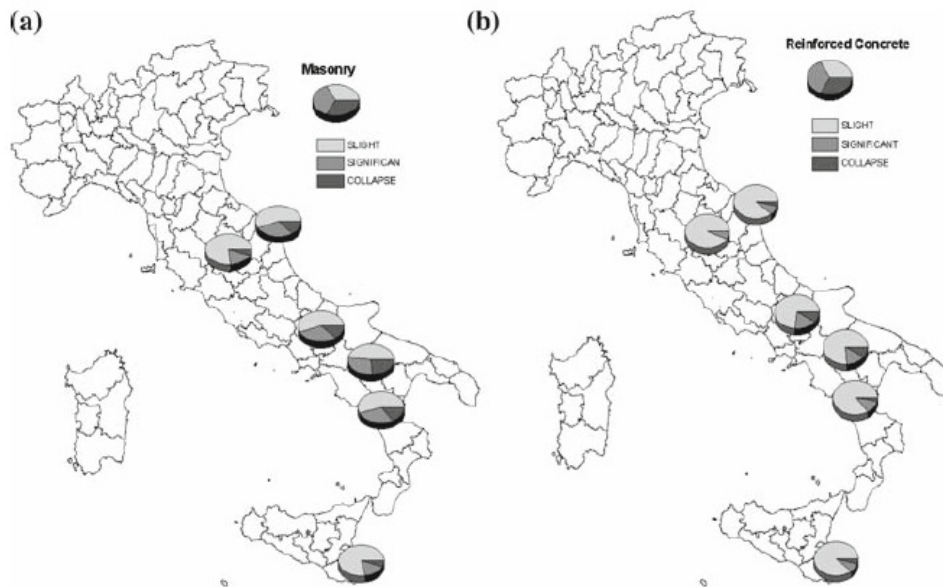 (a)
Masonry
SLIGHT
SIGNIFICAN
COLLAPSE
(b)
Reinforced Concrete
SLIGHT
SIGNIFICANT
COLLAPSE